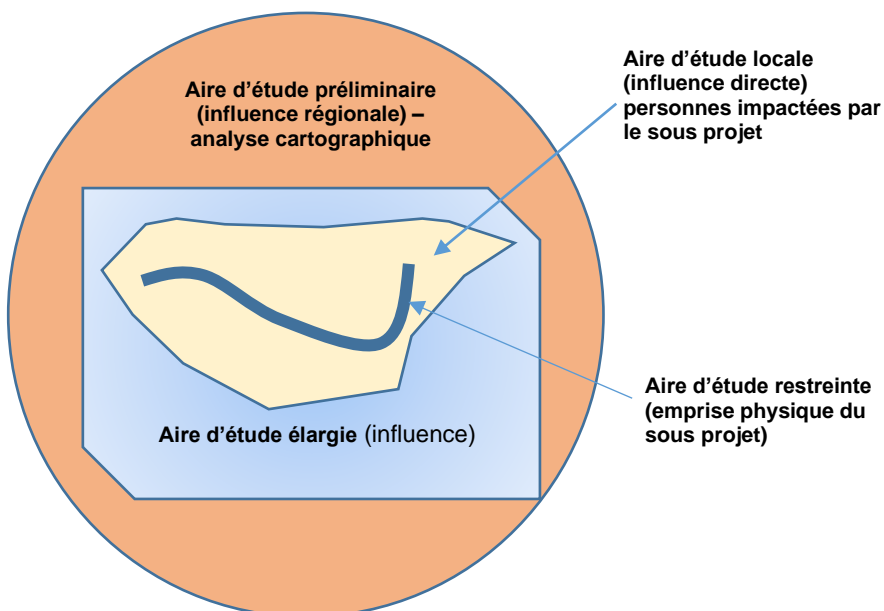 Aire d’étude préliminaire
(influence régionale) –
analyse cartographique
Aire d’étude locale
(influence directe)
personnes impactées par
le sous projet
Aire d’étude restreinte
(emprise physique du
sous projet)
Aire d’étude élargie (influence)